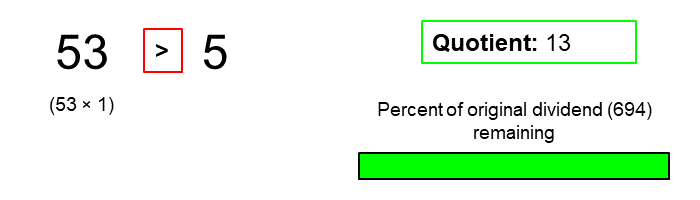 53 > 5
(53 × 1)
Quotient: 13
Percent of original dividend (694)
remaining